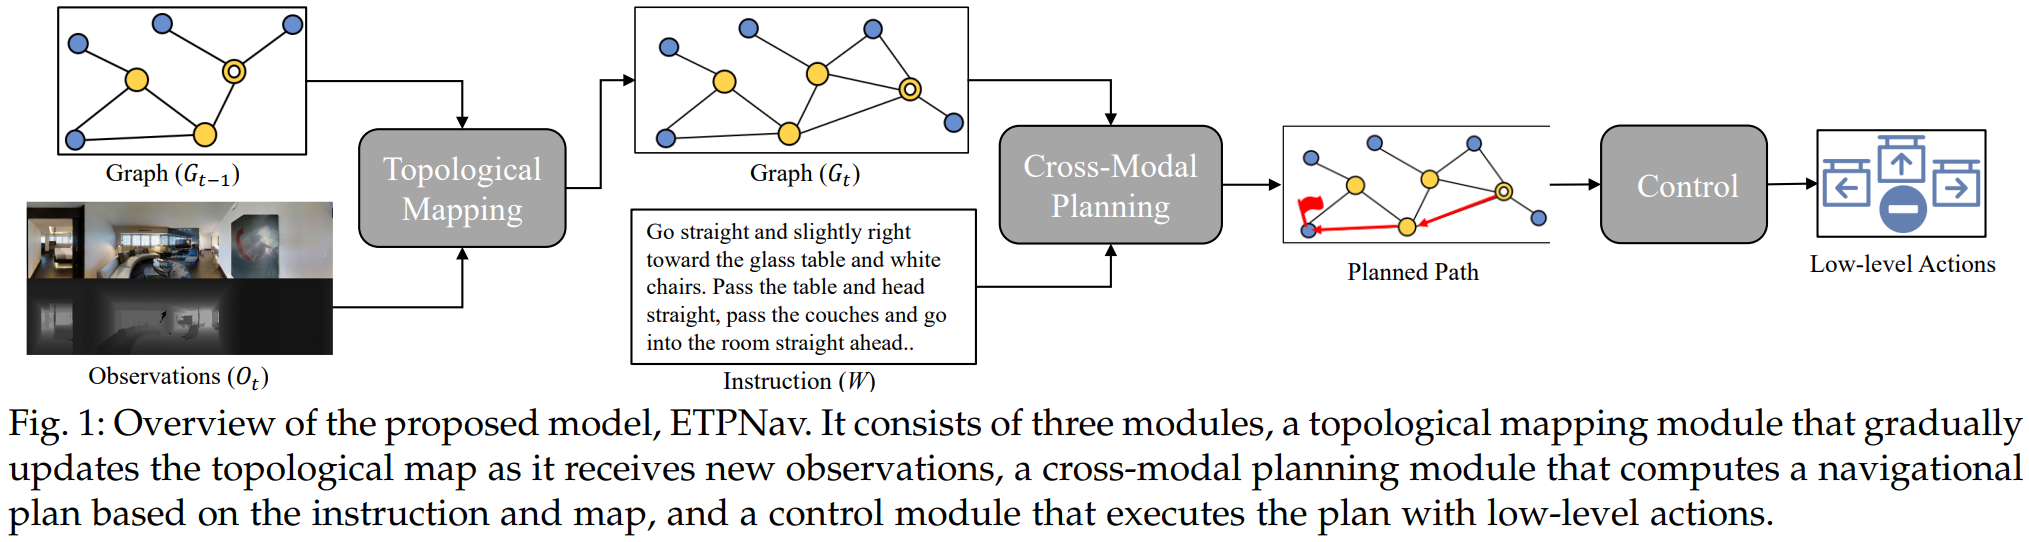 Graph (G_{t−1})
Observations (O_t)
Topological
Mapping
Graph (G_t)
Go straight and slightly right
toward the glass table and white
chairs. Pass the table and head
straight, pass the couches and go
into the room straight ahead..
Instruction (W)
Cross-Modal
Planning
Planned Path
Control
Low-level Actions
Fig. 1: Overview of the proposed model, ETPNav. It consists of three modules, a topological mapping module that gradually
updates the topological map as it receives new observations, a cross-modal planning module that computes a navigational
plan based on the instruction and map, and a control module that executes the plan with low-level actions.